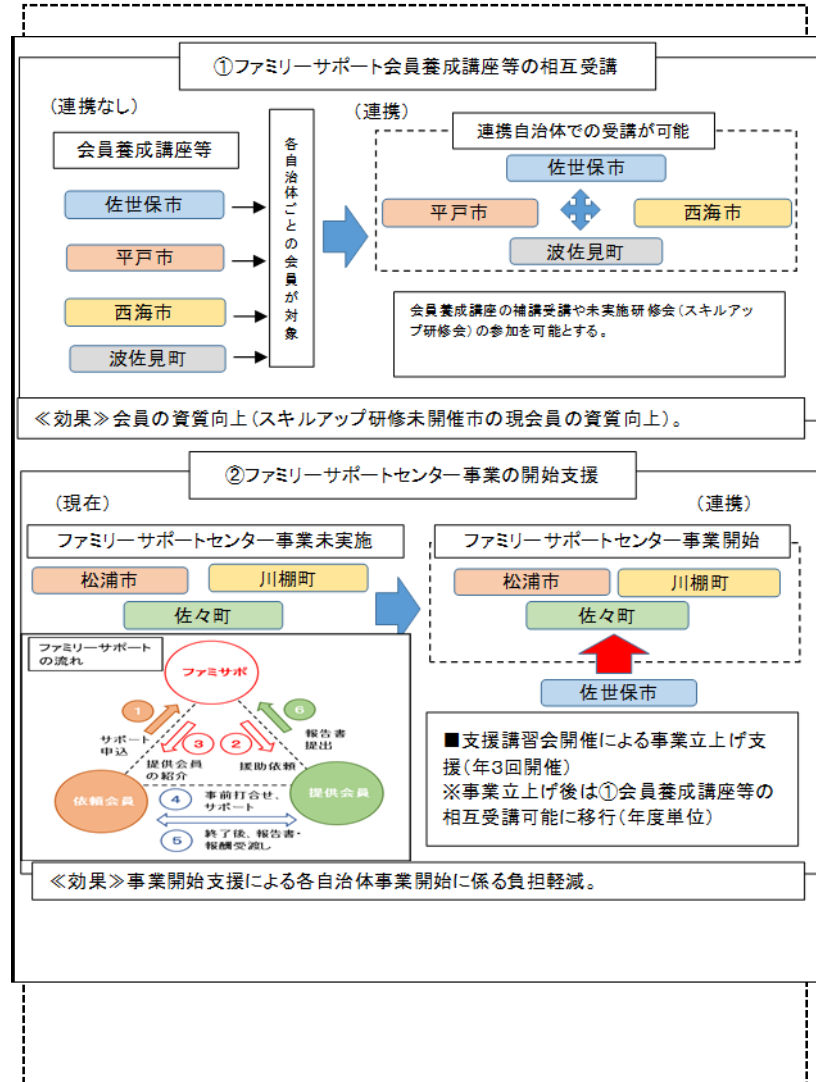 ①ファミリーサポート会員養成講座等の相互受講
(連携なし)
会員養成講座等
佐世保市
平戸市
西海市
波佐見町
各自治体ごとの会員が対象
(連携)
連携自治体での受講が可能
佐世保市
平戸市
西海市
波佐見町
会員養成講座の補講受講や未実施研修会(スキルアッ
プ研修会)の参加を可能とする。
≪効果≫会員の資質向上(スキルアップ研修未開催市の現会員の資質向上)。
②ファミリーサポートセンター事業の開始支援
(現在)
ファミリーサポートセンター事業未実施
松浦市
川棚町
佐々町
ファミリーサポート
の流れ
ファミサポ
1
サポート
申込
3
提供会員
の紹介
2
援助依頼
6
報告書
提出
依頼会員
提供会員
4
事前打合せ、
サポート
5
終了後、報告書・
報酬受渡し
(連携)
ファミリーサポートセンター事業開始
松浦市
川棚町
佐々町
佐世保市
■支援講習会開催による事業立上げ支
援(年3回開催)
※事業立上げ後は①会員養成講座等の
相互受講可能に移行(年度単位)
≪効果≫事業開始支援による各自治体事業開始に係る負担軽減。